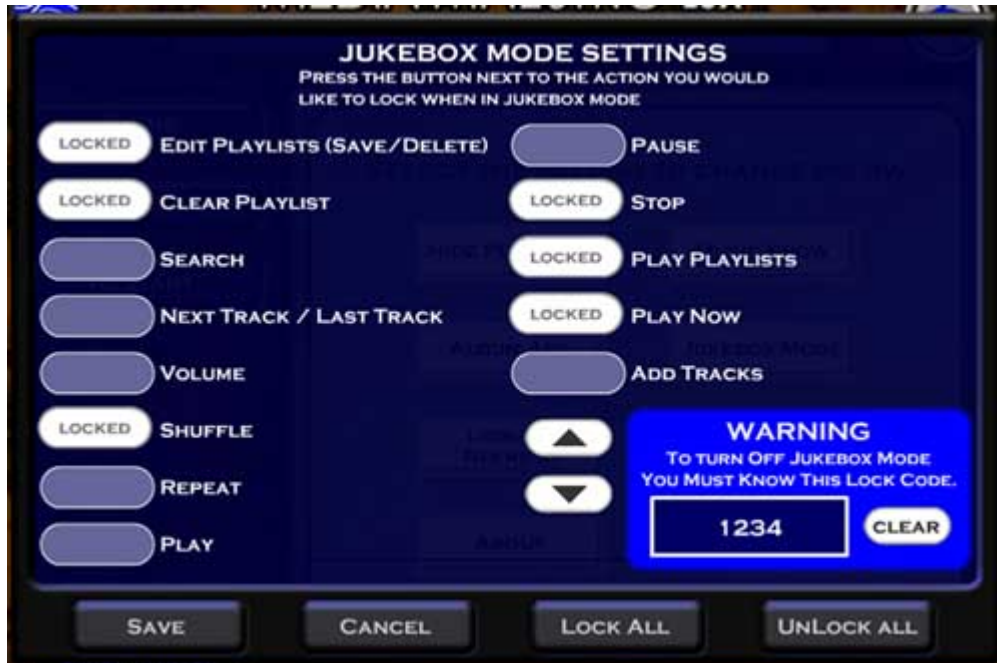 JUKEBOX MODE SETTINGS
PRESS THE BUTTON NEXT TO THE ACTION YOU WOULD
LIKE TO LOCK WHEN IN JUKEBOX MODE
LOCKED EDIT PLAYLISTS (SAVE/DELETE)
LOCKED CLEAR PLAYLIST
SEARCH
NEXT TRACK / LAST TRACK
VOLUME
LOCKED SHUFFLE
REPEAT
PLAY
PAUSE
LOCKED STOP
LOCKED PLAY PLAYLISTS
LOCKED PLAY NOW
ADD TRACKS
WARNING
TO TURN OFF JUKEBOX MODE
YOU MUST KNOW THIS LOCK CODE.
1234 CLEAR
SAVE CANCEL LOCK ALL UNLOCK ALL